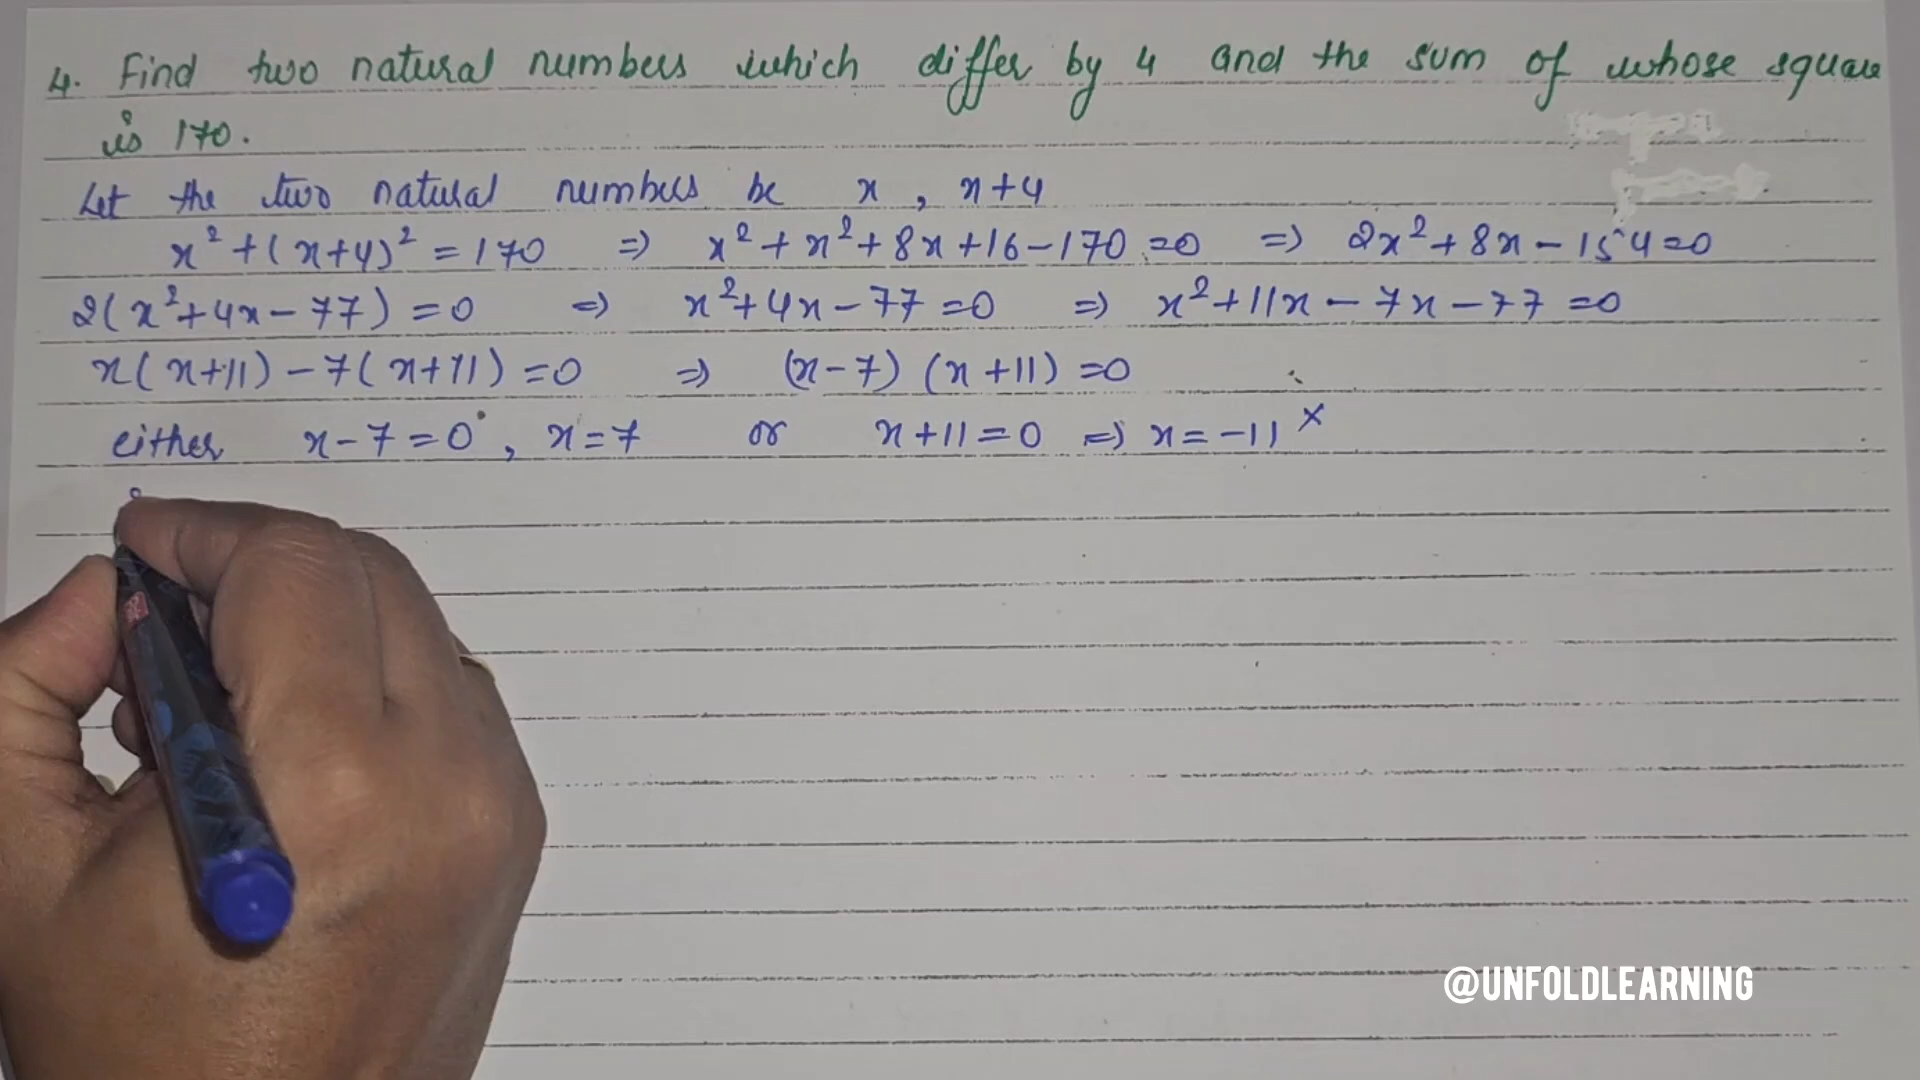 4. Find two natural numbers which differ by 4 and the sum of whose square
is 170.
Let the two natural numbers be x , x+4
x² + (x+4)² = 170 => x² + x² + 8x + 16 - 170 = 0 => 2x² + 8x - 154 = 0
2(x² + 4x - 77) = 0 => x² + 4x - 77 = 0 => x² + 11x - 7x - 77 = 0
x(x+11) - 7(x+11) = 0 => (x-7) (x+11) = 0
either x - 7 = 0 , x = 7 or x + 11 = 0 => x = -11 ×
@UNFOLDLEARNING